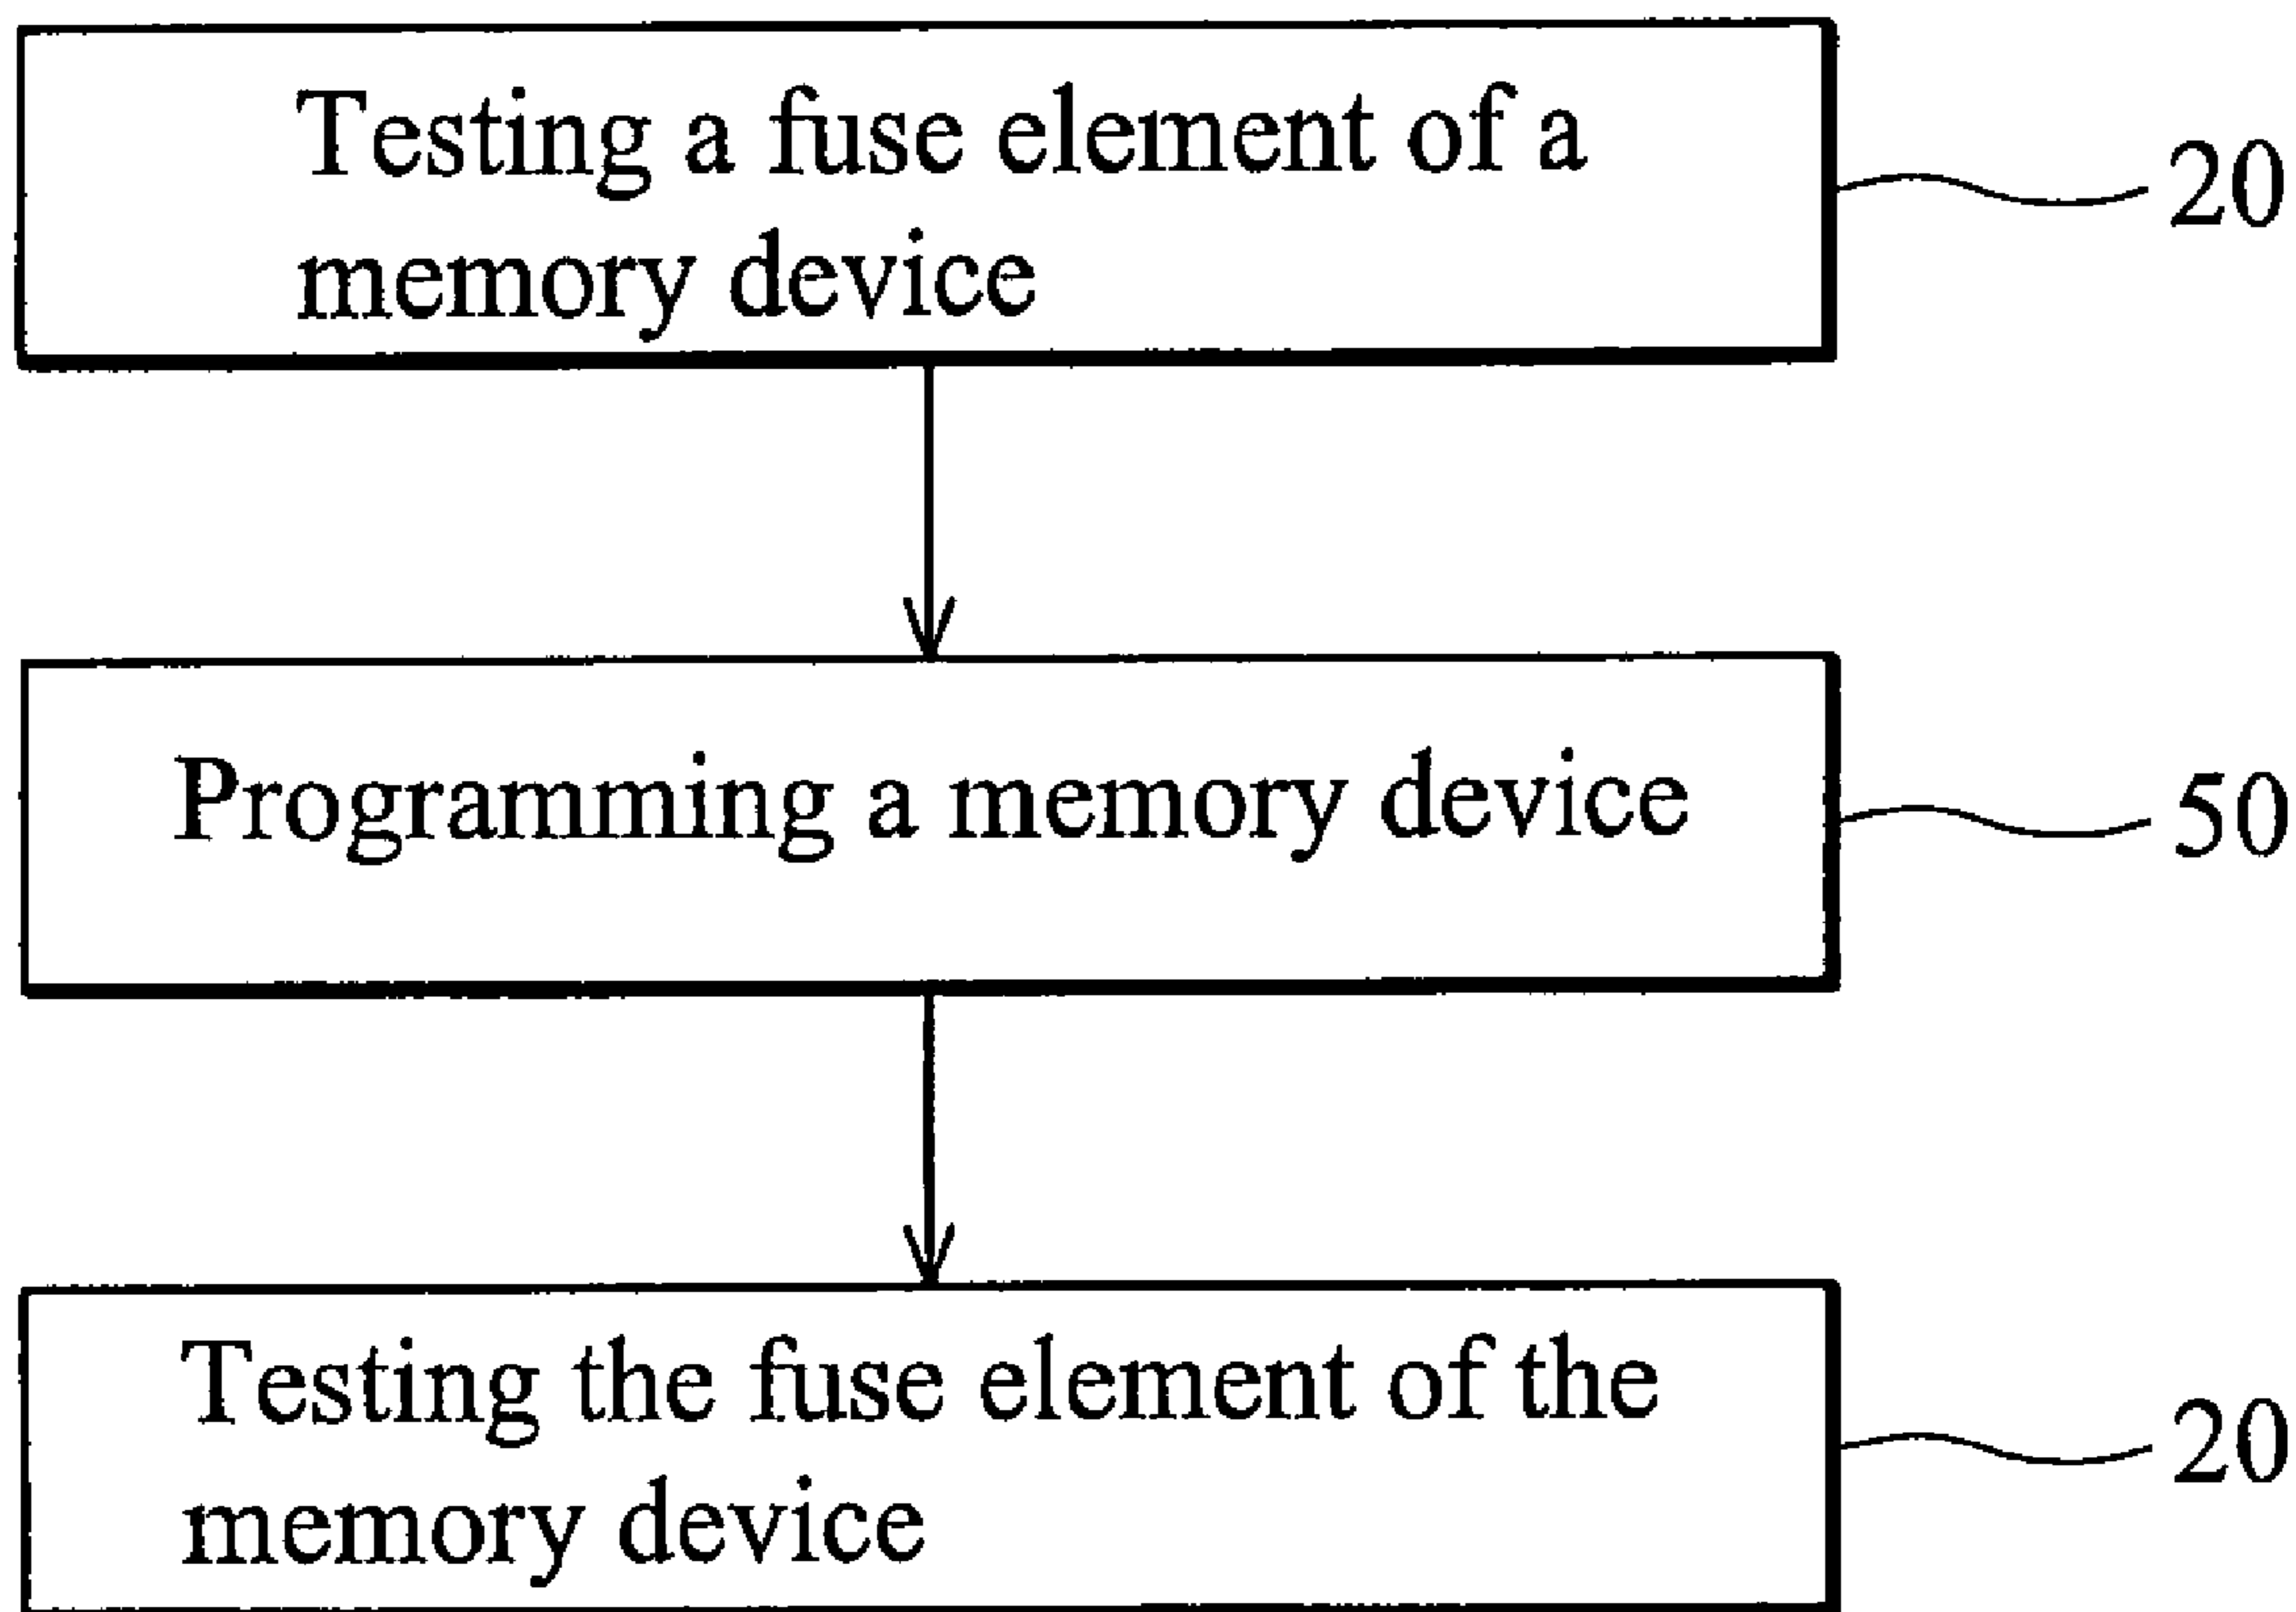 Testing a fuse element of a
memory device
20
Programming a memory device
50
Testing the fuse element of the
memory device
20